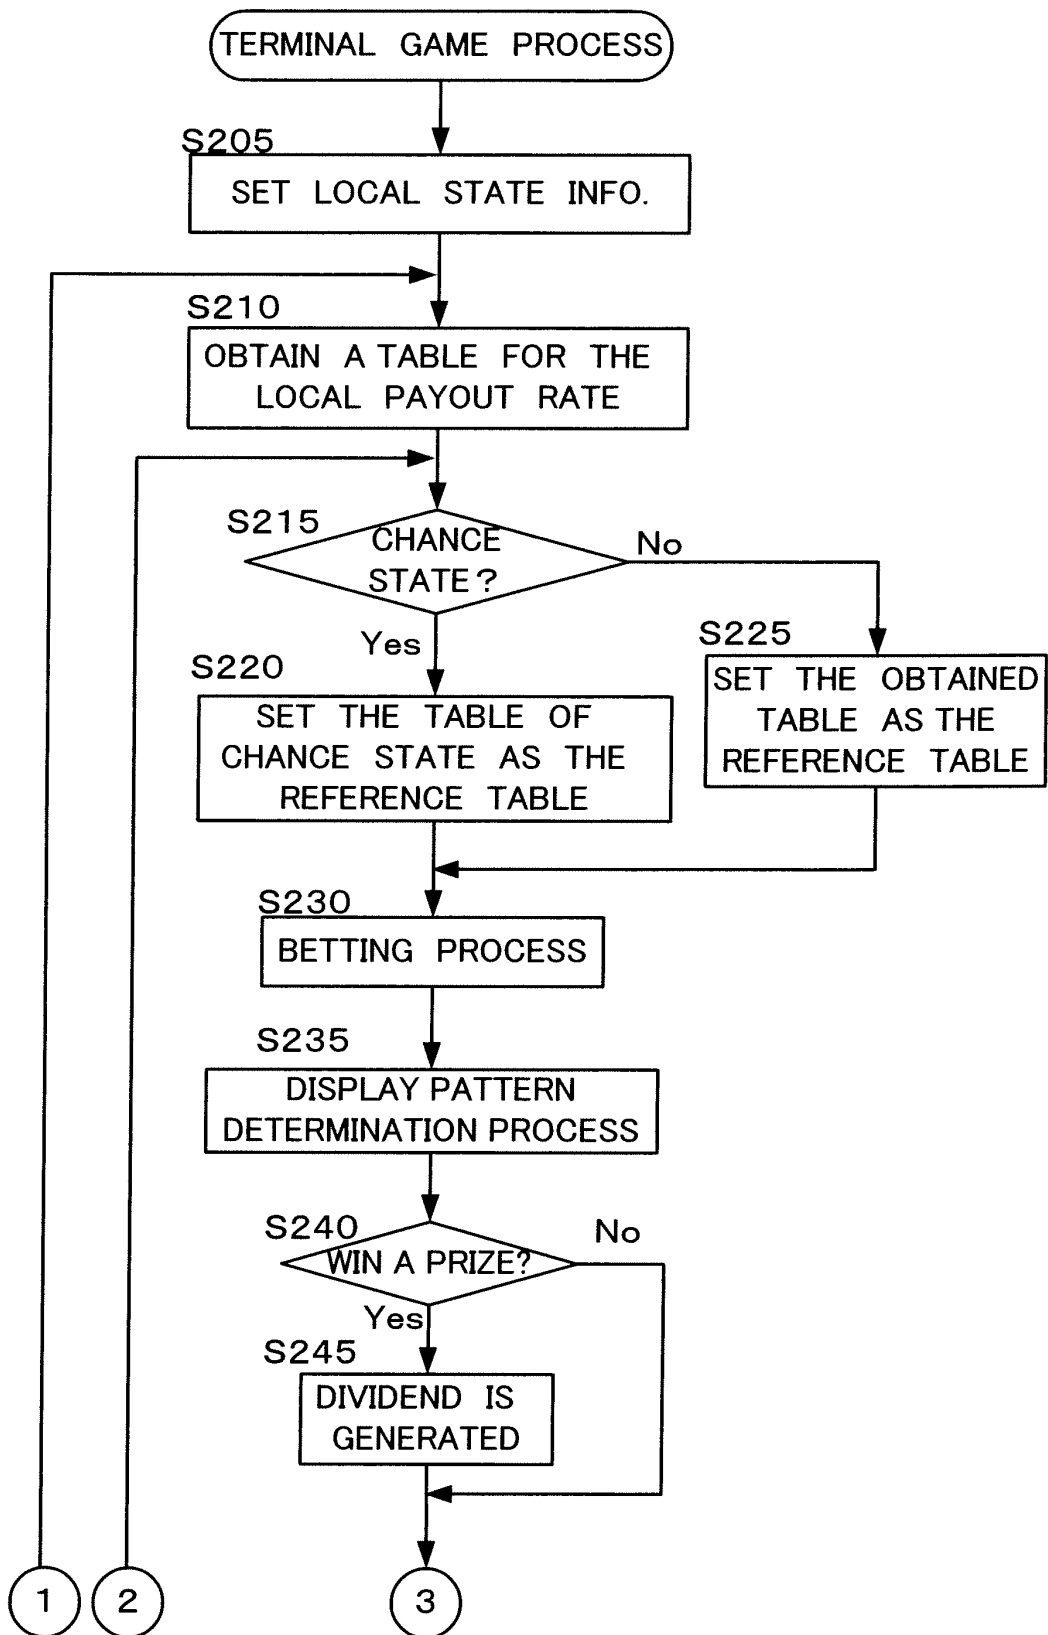 TERMINAL GAME PROCESS
S205
SET LOCAL STATE INFO.
S210
OBTAIN A TABLE FOR THE
LOCAL PAYOUT RATE
S215
CHANCE
STATE?
No
Yes
S220
SET THE TABLE OF
CHANCE STATE AS THE
REFERENCE TABLE
S225
SET THE OBTAINED
TABLE AS THE
REFERENCE TABLE
S230
BETTING PROCESS
S235
DISPLAY PATTERN
DETERMINATION PROCESS
S240
WIN A PRIZE?
No
Yes
S245
DIVIDEND IS
GENERATED
1
2
3